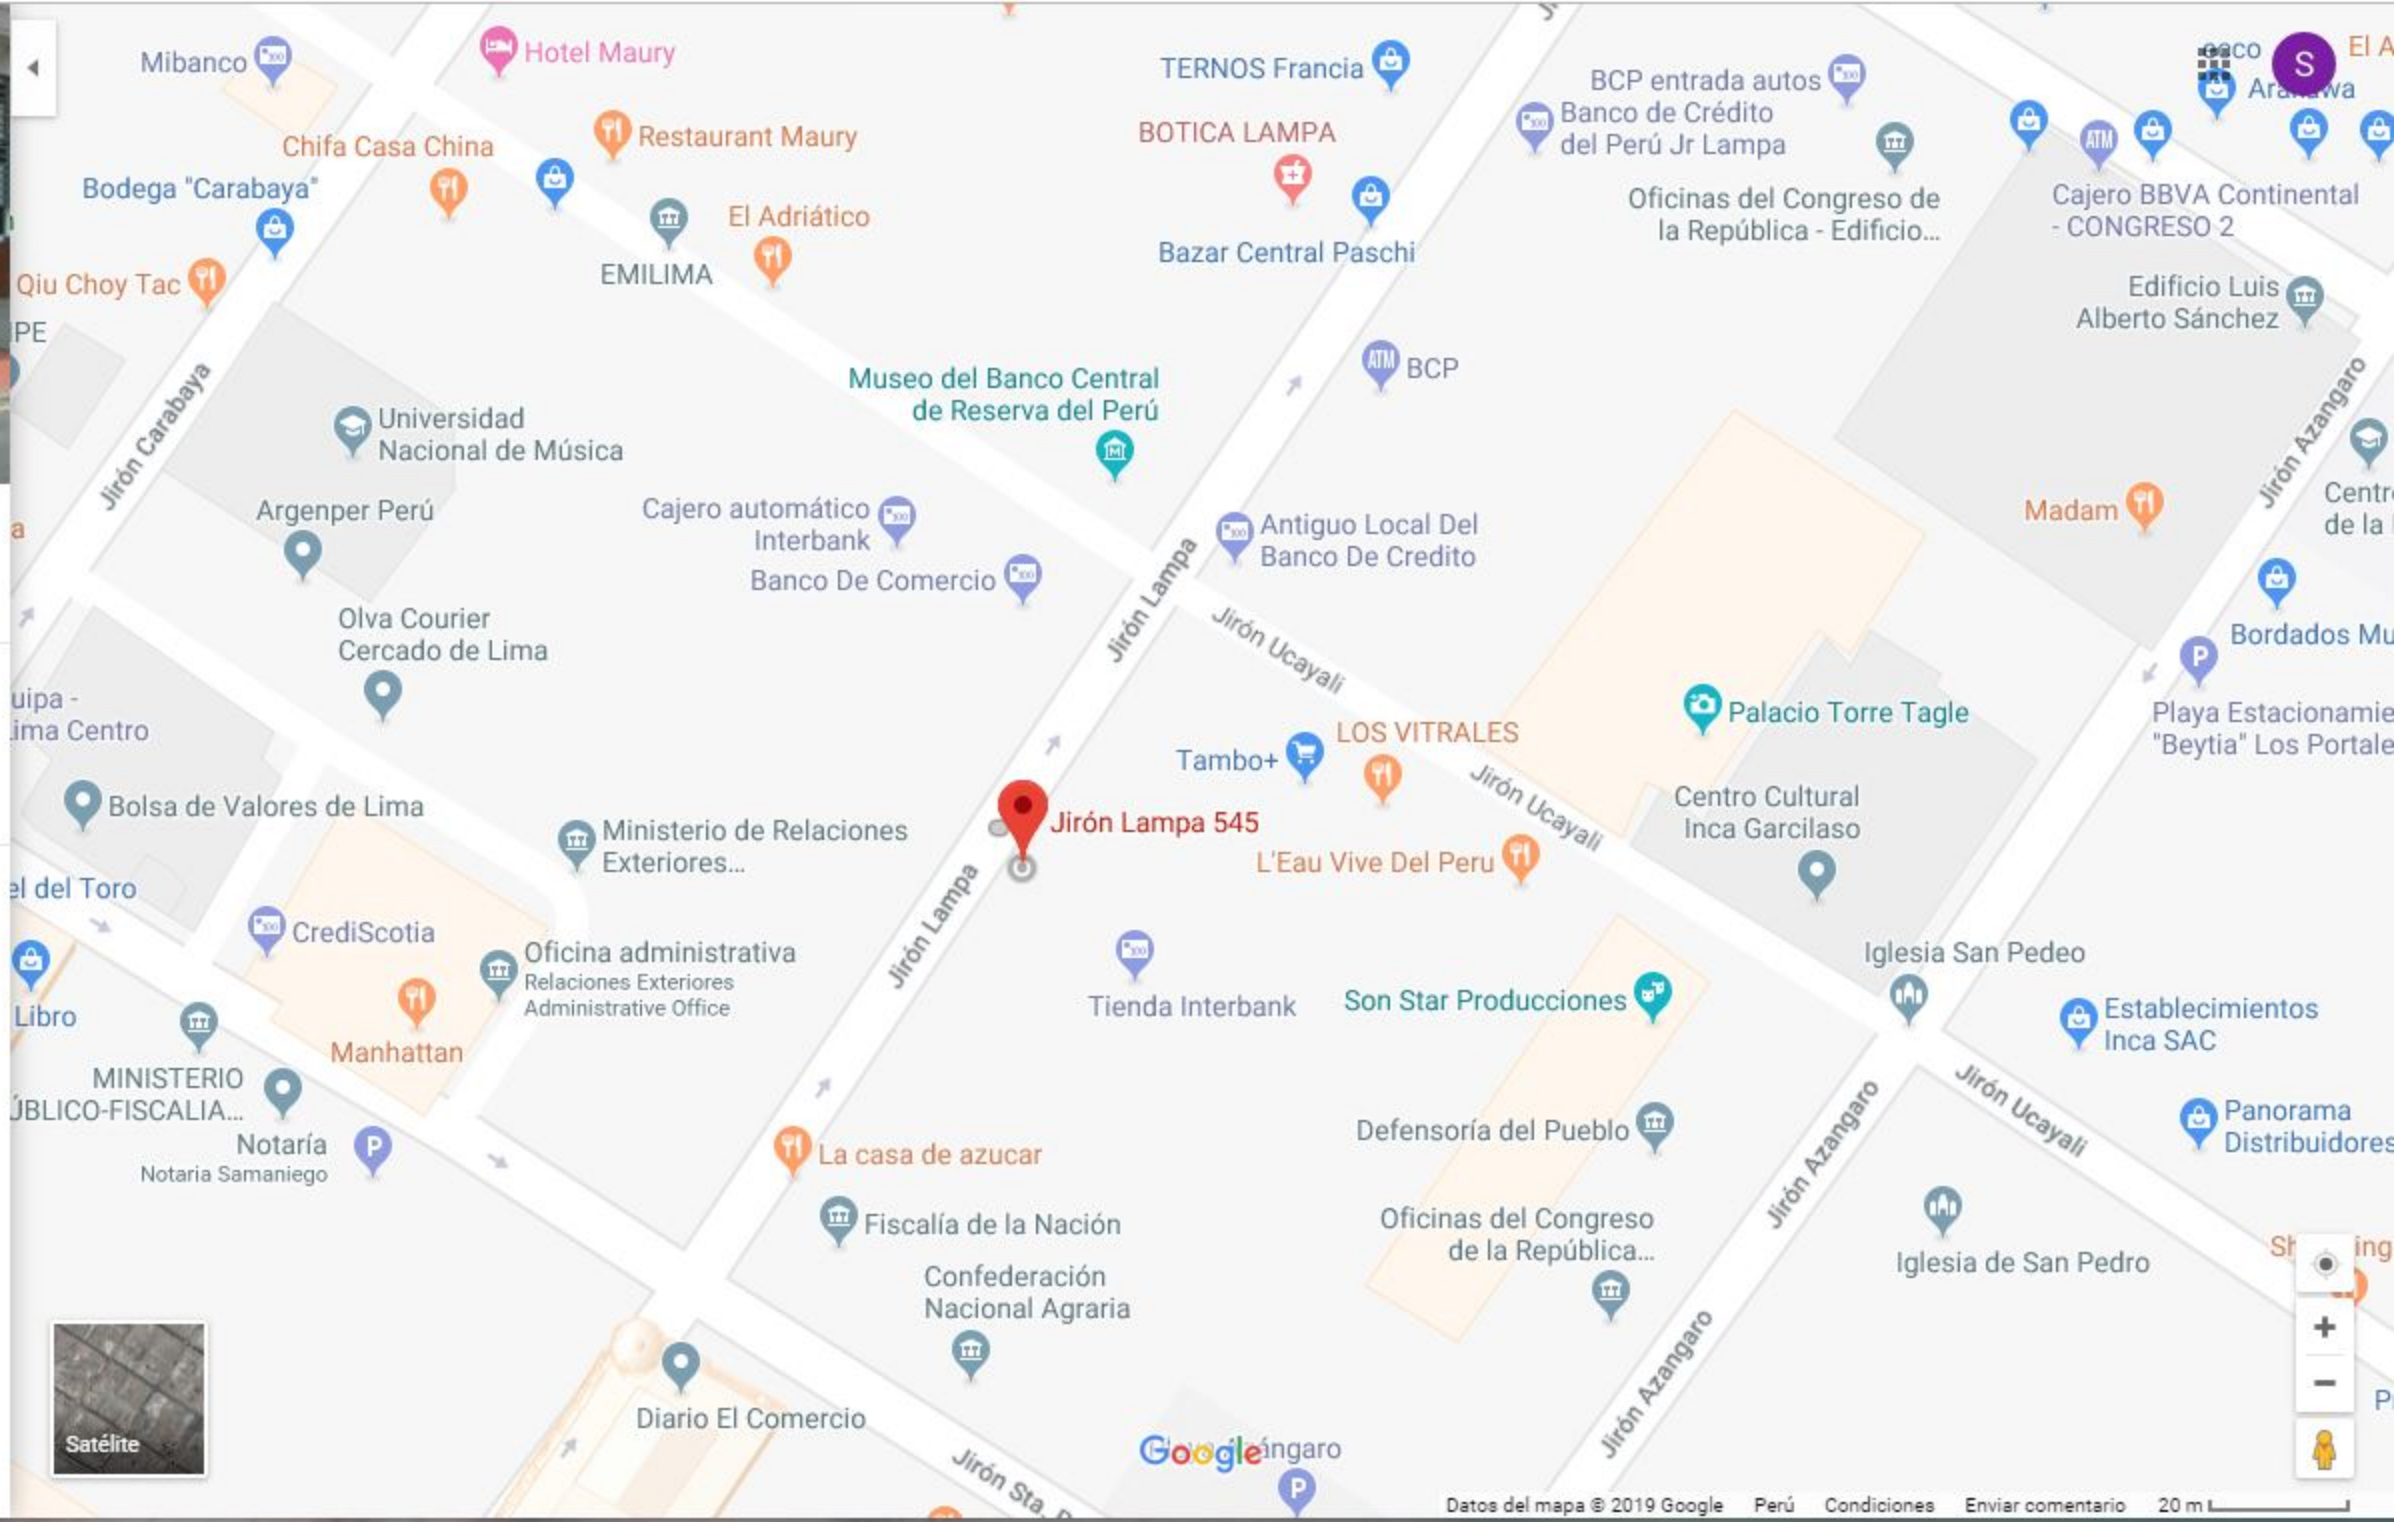 Mibanco
Hotel Maury
TERNOS Francia
BCP entrada autos
El A
S
Banco de Crédito
del Perú Jr Lampa
Restaurant Maury
BOTICA LAMPA
Chifa Casa China
Bodega "Carabaya"
ATM
Oficinas del Congreso de
la República - Edificio...
Cajero BBVA Continental
- CONGRESO 2
El Adriático
EMILIMA
Bazar Central Paschi
Qiu Choy Tac
Edificio Luis
Alberto Sánchez
IPE
ATM
BCP
Museo del Banco Central
de Reserva del Perú
M
Jirón Carabaya
Jirón Azangaro
Universidad
Nacional de Música
Argenper Perú
Cajero automático
Interbank
Antiguo Local Del
Banco De Credito
Madam
Centr
de la
a
Banco De Comercio
Jirón Lampa
Jirón Ucayali
Olva Courier
Cercado de Lima
Bordados Mu
P
uipa -
ima Centro
Palacio Torre Tagle
Playa Estacionamie
"Beytia" Los Portale
LOS VITRALES
Tambo+
Jirón Ucayali
Bolsa de Valores de Lima
Ministerio de Relaciones
Exteriores...
Jirón Lampa 545
Centro Cultural
Inca Garcilaso
L'Eau Vive Del Peru
el del Toro
Jirón Lampa
CrediScotia
Oficina administrativa
Relaciones Exteriores
Administrative Office
Iglesia San Pedeo
Tienda Interbank
Son Star Producciones
Establecimientos
Inca SAC
Libro
Manhattan
MINISTERIO
ÚBLICO-FISCALIA...
Jirón Ucayali
Panorama
Distribuidores
Notaría
Notaria Samaniego
P
La casa de azucar
Defensoría del Pueblo
Jirón Azangaro
Fiscalía de la Nación
Oficinas del Congreso
de la República...
Iglesia de San Pedro
Confederación
Nacional Agraria
Jirón Azangaro
Diario El Comercio
Satélite
Google
ángaro
P
Jirón Sta.
Datos del mapa © 2019 Google Perú Condiciones Enviar comentario 20 m